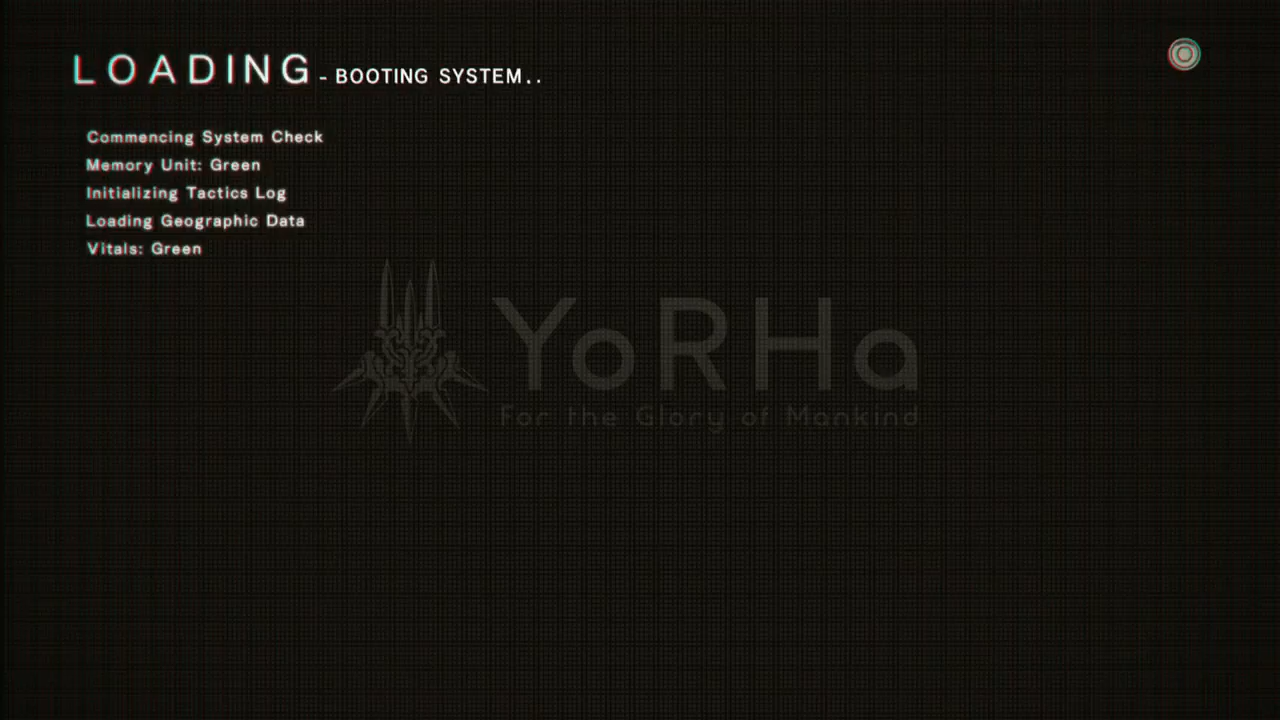 LOADING - BOOTING SYSTEM..
Commencing System Check
Memory Unit: Green
Initializing Tactics Log
Loading Geographic Data
Vitals: Green
YoRHa
For the Glory of Mankind